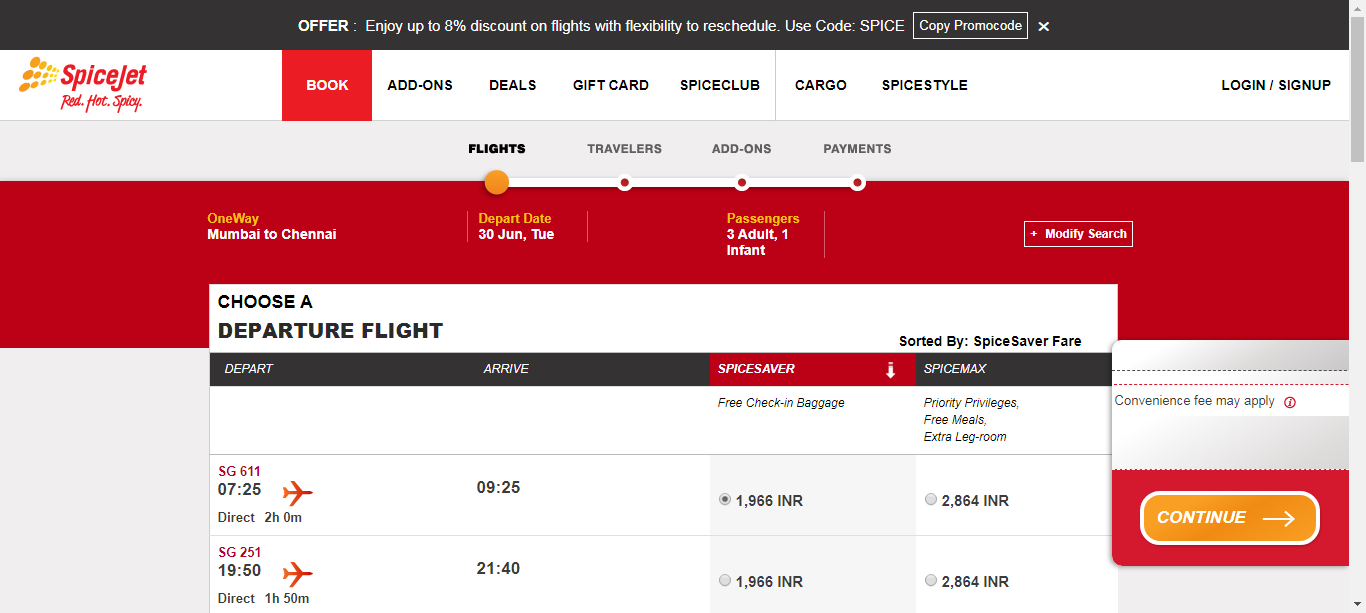 OFFER : Enjoy up to 8% discount on flights with flexibility to reschedule. Use Code: SPICE Copy Promocode ×
SpiceJet
Red. Hot. Spicy.
BOOK ADD-ONS DEALS GIFT CARD SPICECLUB CARGO SPICESTYLE LOGIN / SIGNUP
FLIGHTS TRAVELERS ADD-ONS PAYMENTS
OneWay Depart Date Passengers
Mumbai to Chennai 30 Jun, Tue 3 Adult, 1
Infant
+ Modify Search
CHOOSE A
DEPARTURE FLIGHT
Sorted By: SpiceSaver Fare
DEPART ARRIVE SPICESAVER SPICEMAX
Free Check-in Baggage Priority Privileges,
Free Meals,
Extra Leg-room
Convenience fee may apply i
SG 611
07:25 09:25 1,966 INR 2,864 INR
Direct 2h 0m
CONTINUE
SG 251
19:50 21:40 1,966 INR 2,864 INR
Direct 1h 50m